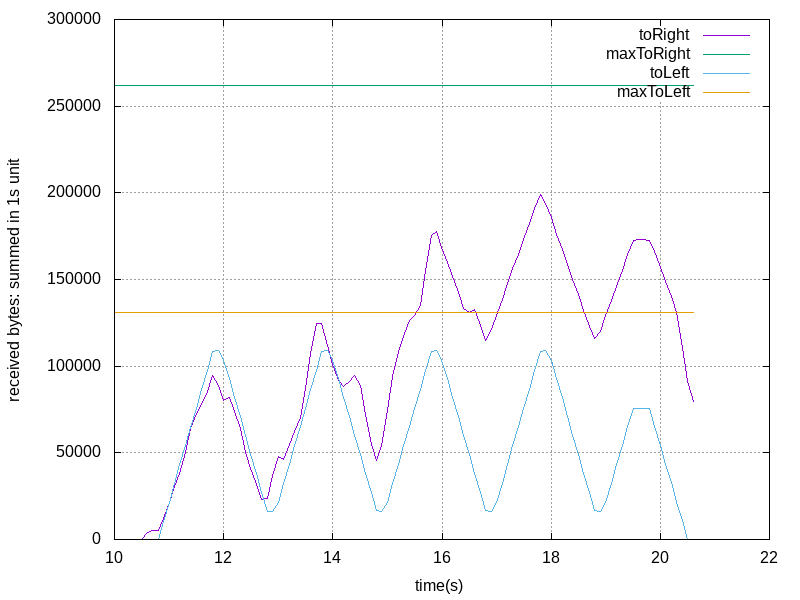 300000
250000
200000
150000
100000
50000
0
10 12 14 16 18 20 22
time(s)
received bytes: summed in 1s unit
toRight
maxToRight
toLeft
maxToLeft